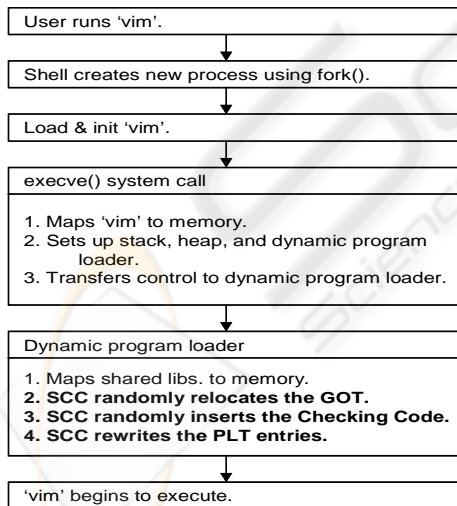 User runs ‘vim’.
Shell creates new process using fork().
Load & init ‘vim’.
execve() system call
1. Maps ‘vim’ to memory.
2. Sets up stack, heap, and dynamic program
loader.
3. Transfers control to dynamic program loader.
Dynamic program loader
1. Maps shared libs. to memory.
2. SCC randomly relocates the GOT.
3. SCC randomly inserts the Checking Code.
4. SCC rewrites the PLT entries.
‘vim’ begins to execute.